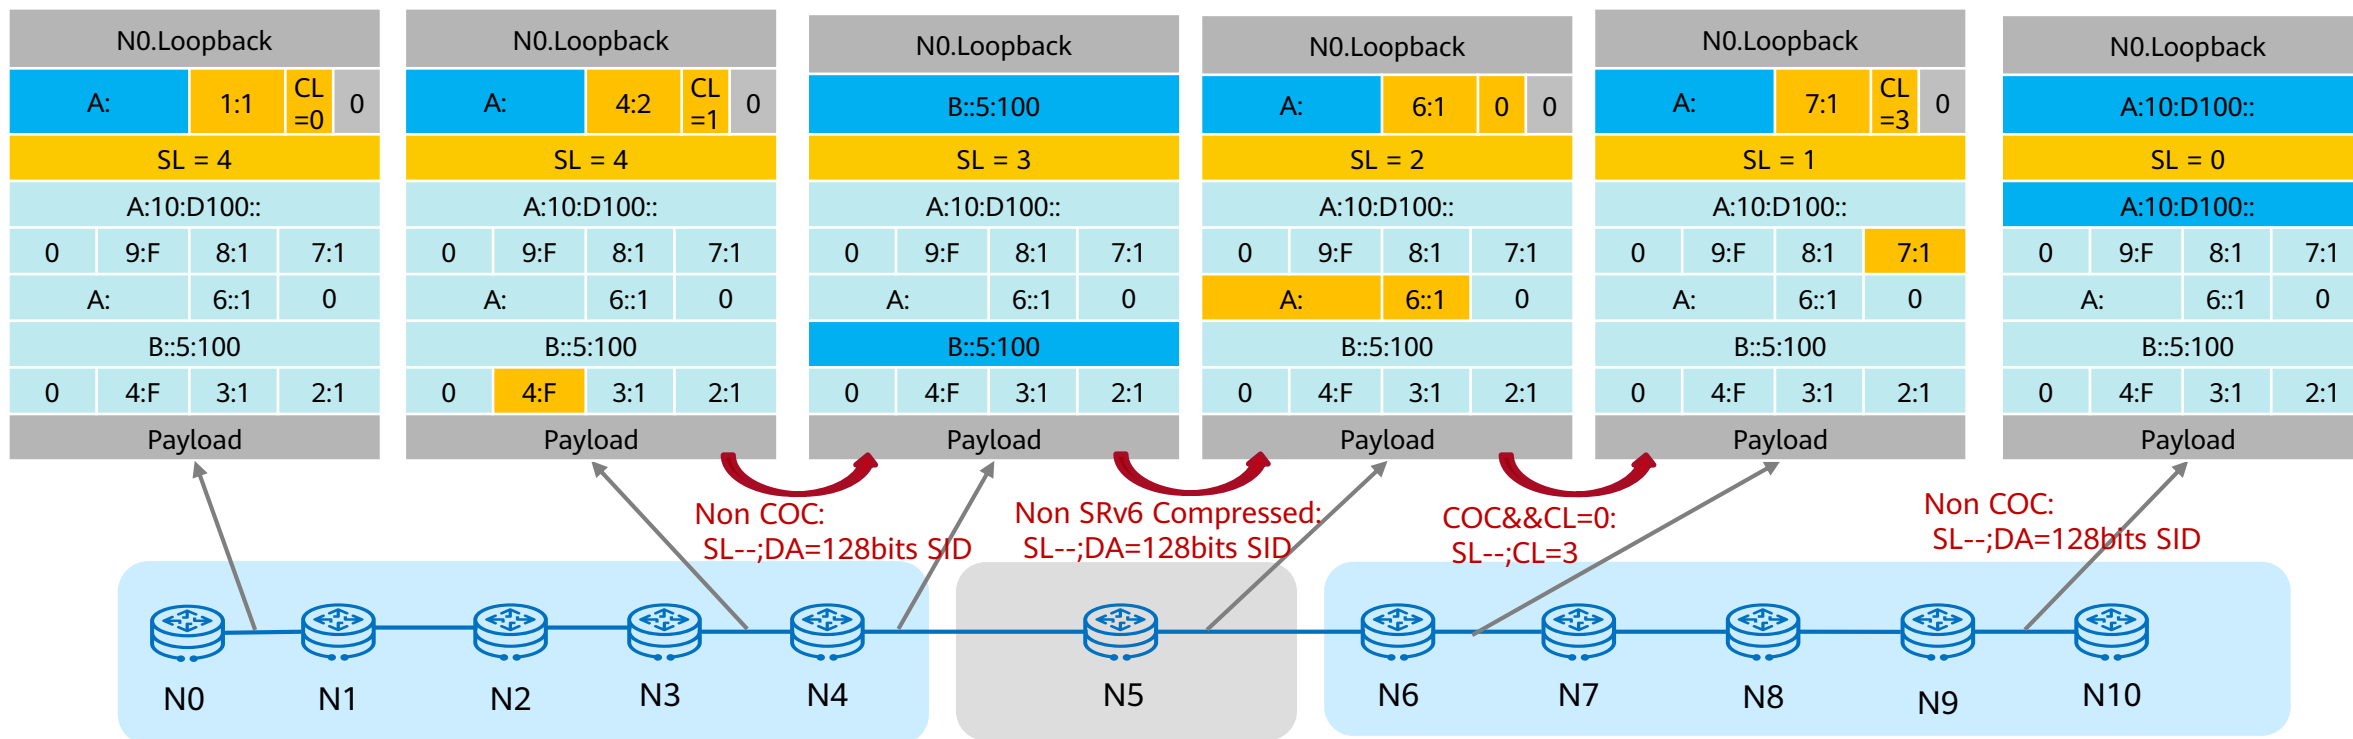 N0.Loopback
A: 1:1 CL =0 0
SL = 4
A:10:D100::
0 9:F 8:1 7:1
A: 6::1 0
B::5:100
0 4:F 3:1 2:1
Payload
N0.Loopback
A: 4:2 CL =1 0
SL = 4
A:10:D100::
0 9:F 8:1 7:1
A: 6::1 0
B::5:100
0 4:F 3:1 2:1
Payload
N0.Loopback
B::5:100
SL = 3
A:10:D100::
0 9:F 8:1 7:1
A: 6::1 0
B::5:100
0 4:F 3:1 2:1
Payload
N0.Loopback
A: 6:1 0 0
SL = 2
A:10:D100::
0 9:F 8:1 7:1
A: 6::1 0
B::5:100
0 4:F 3:1 2:1
Payload
N0.Loopback
A: 7:1 CL =3 0
SL = 1
A:10:D100::
0 9:F 8:1 7:1
A: 6::1 0
B::5:100
0 4:F 3:1 2:1
Payload
N0.Loopback
A:10:D100::
SL = 0
A:10:D100::
0 9:F 8:1 7:1
A: 6::1 0
B::5:100
0 4:F 3:1 2:1
Payload
Non COC:
SL--;DA=128bits SID
Non SRv6 Compressed:
SL--;DA=128bits SID
COC&&CL=0:
SL--;CL=3
Non COC:
SL--;DA=128bits SID
N0 N1 N2 N3 N4 N5 N6 N7 N8 N9 N10